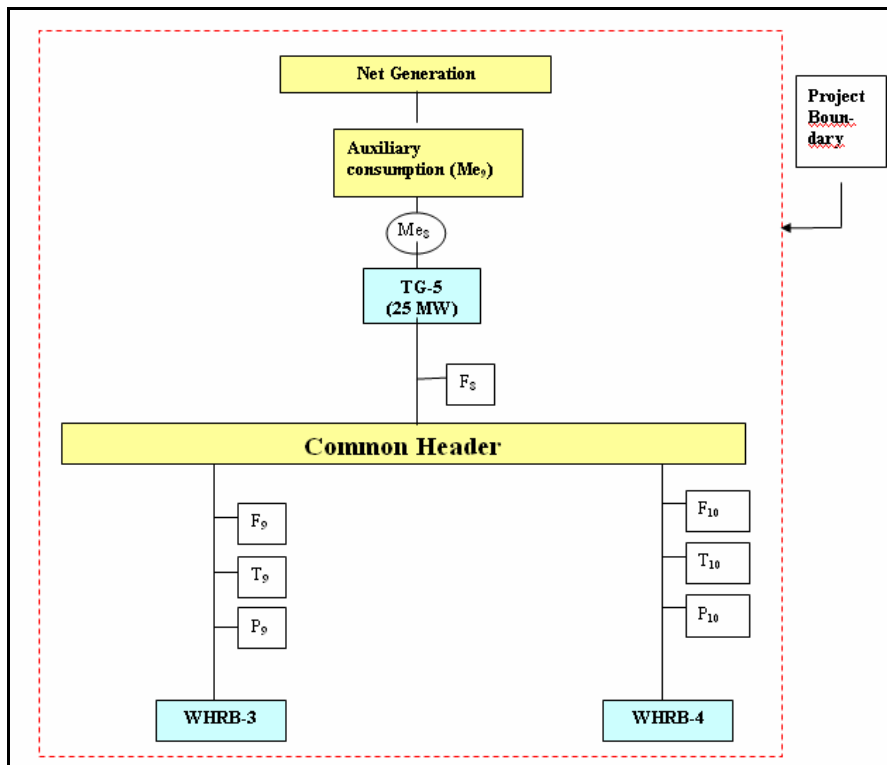 Net Generation
Project
Boun-
dary
Auxiliary
consumption (Me₉)
Me₈
TG-5
(25 MW)
F₈
Common Header
F₉
F₁₀
T₉
T₁₀
P₉
P₁₀
WHRB-3
WHRB-4